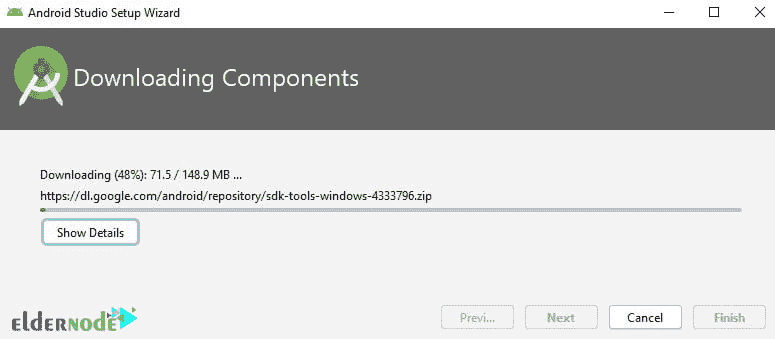 Android Studio Setup Wizard
Downloading Components
Downloading (48%): 71.5 / 148.9 MB ...
https://dl.google.com/android/repository/sdk-tools-windows-4333796.zip
Show Details
elderNode
Previ... Next Cancel Finish